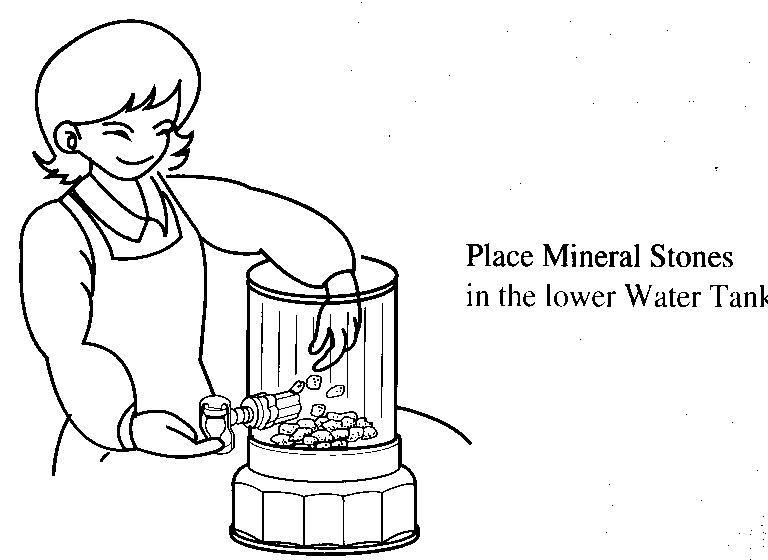 Place Mineral Stones
in the lower Water Tank